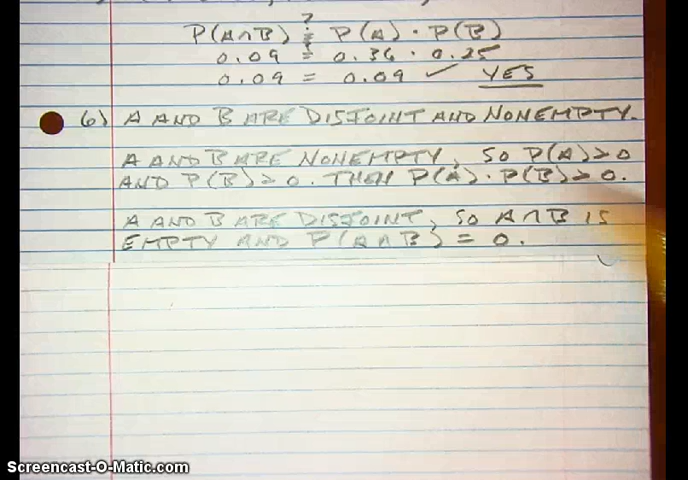 ?
P(A∩B) = P(A) · P(B)
0.09 = 0.36 · 0.25
0.09 = 0.09 ✓ YES
6) A AND B ARE DISJOINT AND NONEMPTY.
A AND B ARE NONEMPTY, SO P(A)>0
AND P(B)>0. THEN P(A)·P(B)>0.
A AND B ARE DISJOINT, SO A∩B IS
EMPTY AND P(A∩B) = 0.
Screencast-O-Matic.com